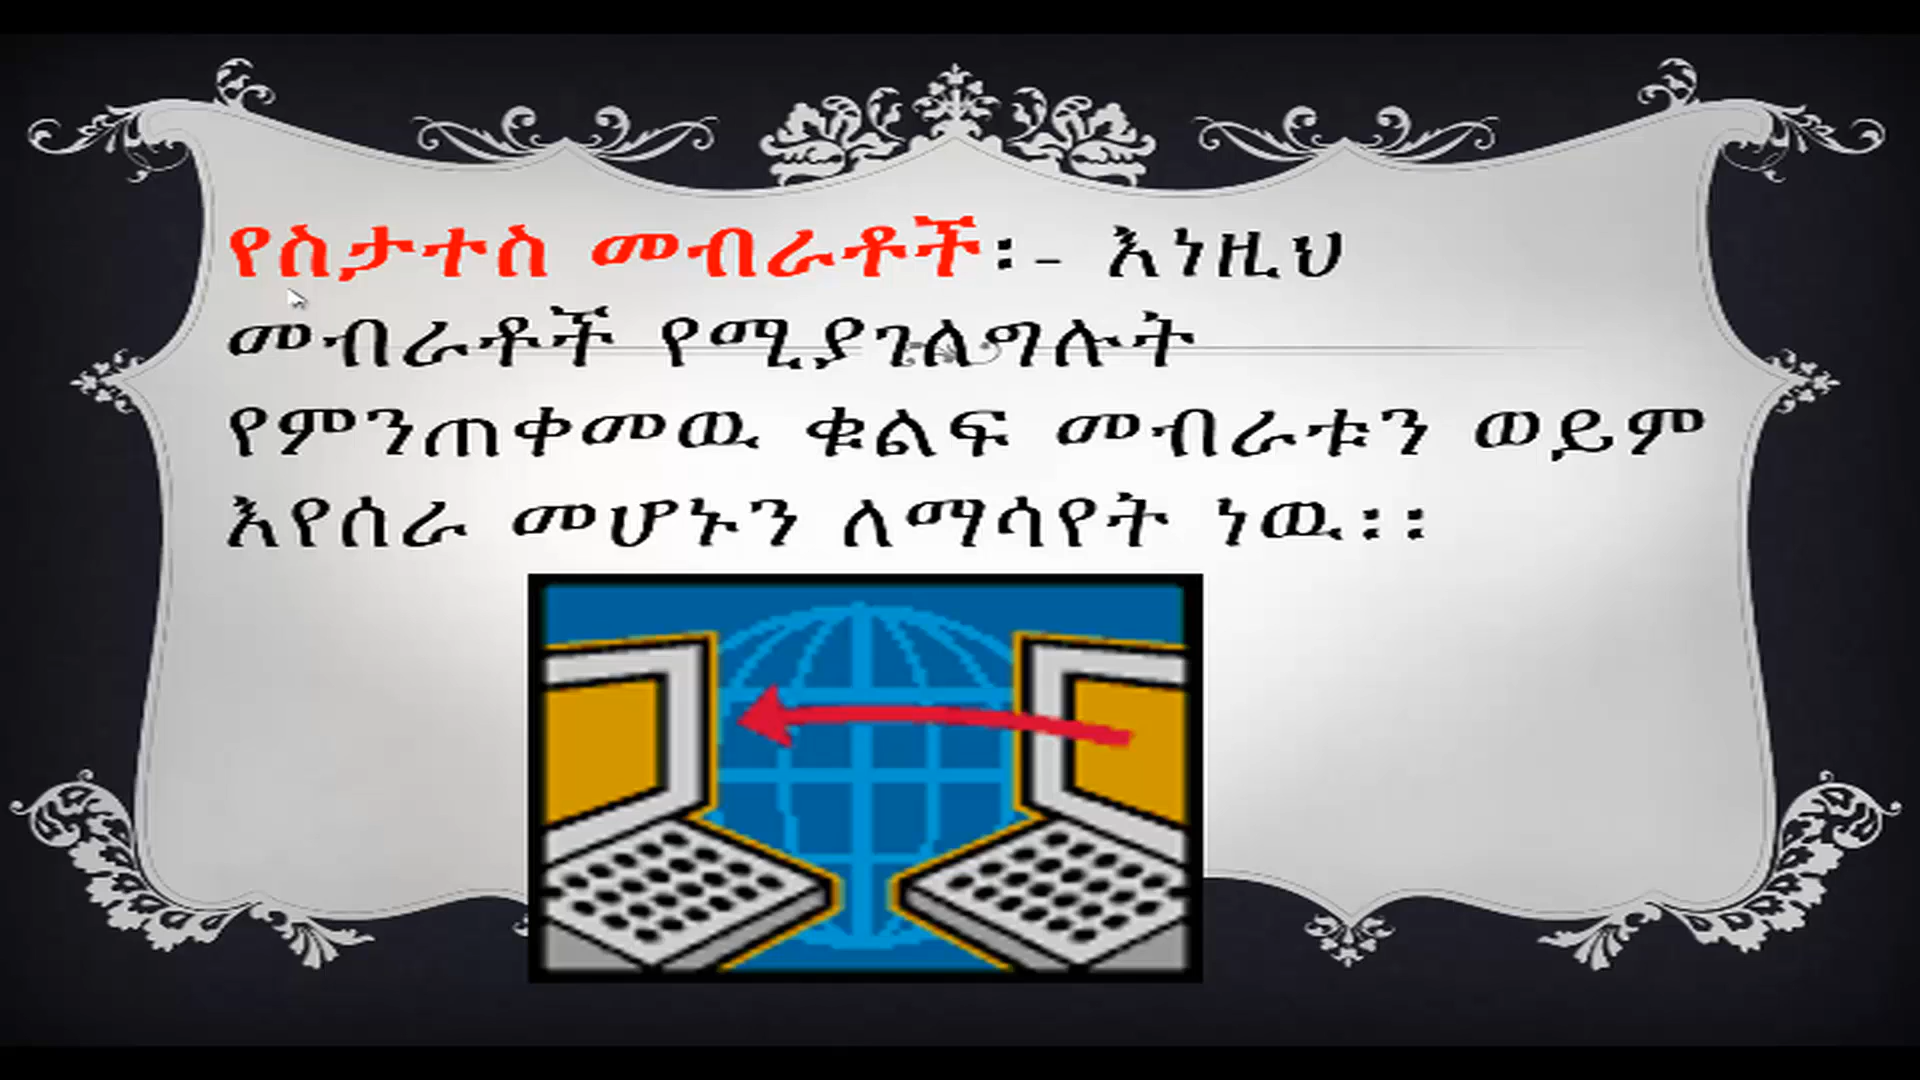 የስታተስ መብራቶች፡- እነዚህ
መብራቶች የሚያገለግሉት
የምንጠቀመዉ ቁልፍ መብራቱን ወይም
እየሰራ መሆኑን ለማሳየት ነዉ፡፡